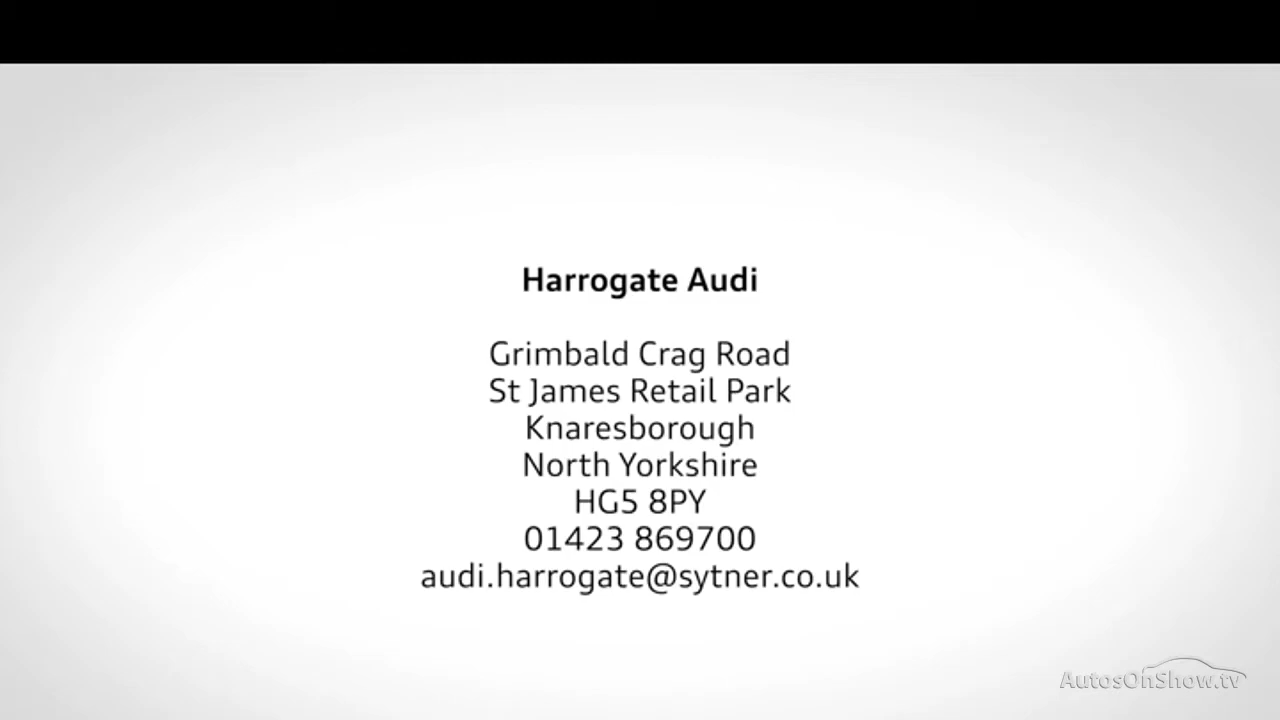 Harrogate Audi
Grimbald Crag Road
St James Retail Park
Knaresborough
North Yorkshire
HG5 8PY
01423 869700
audi.harrogate@sytner.co.uk
AutosOnShow.tv